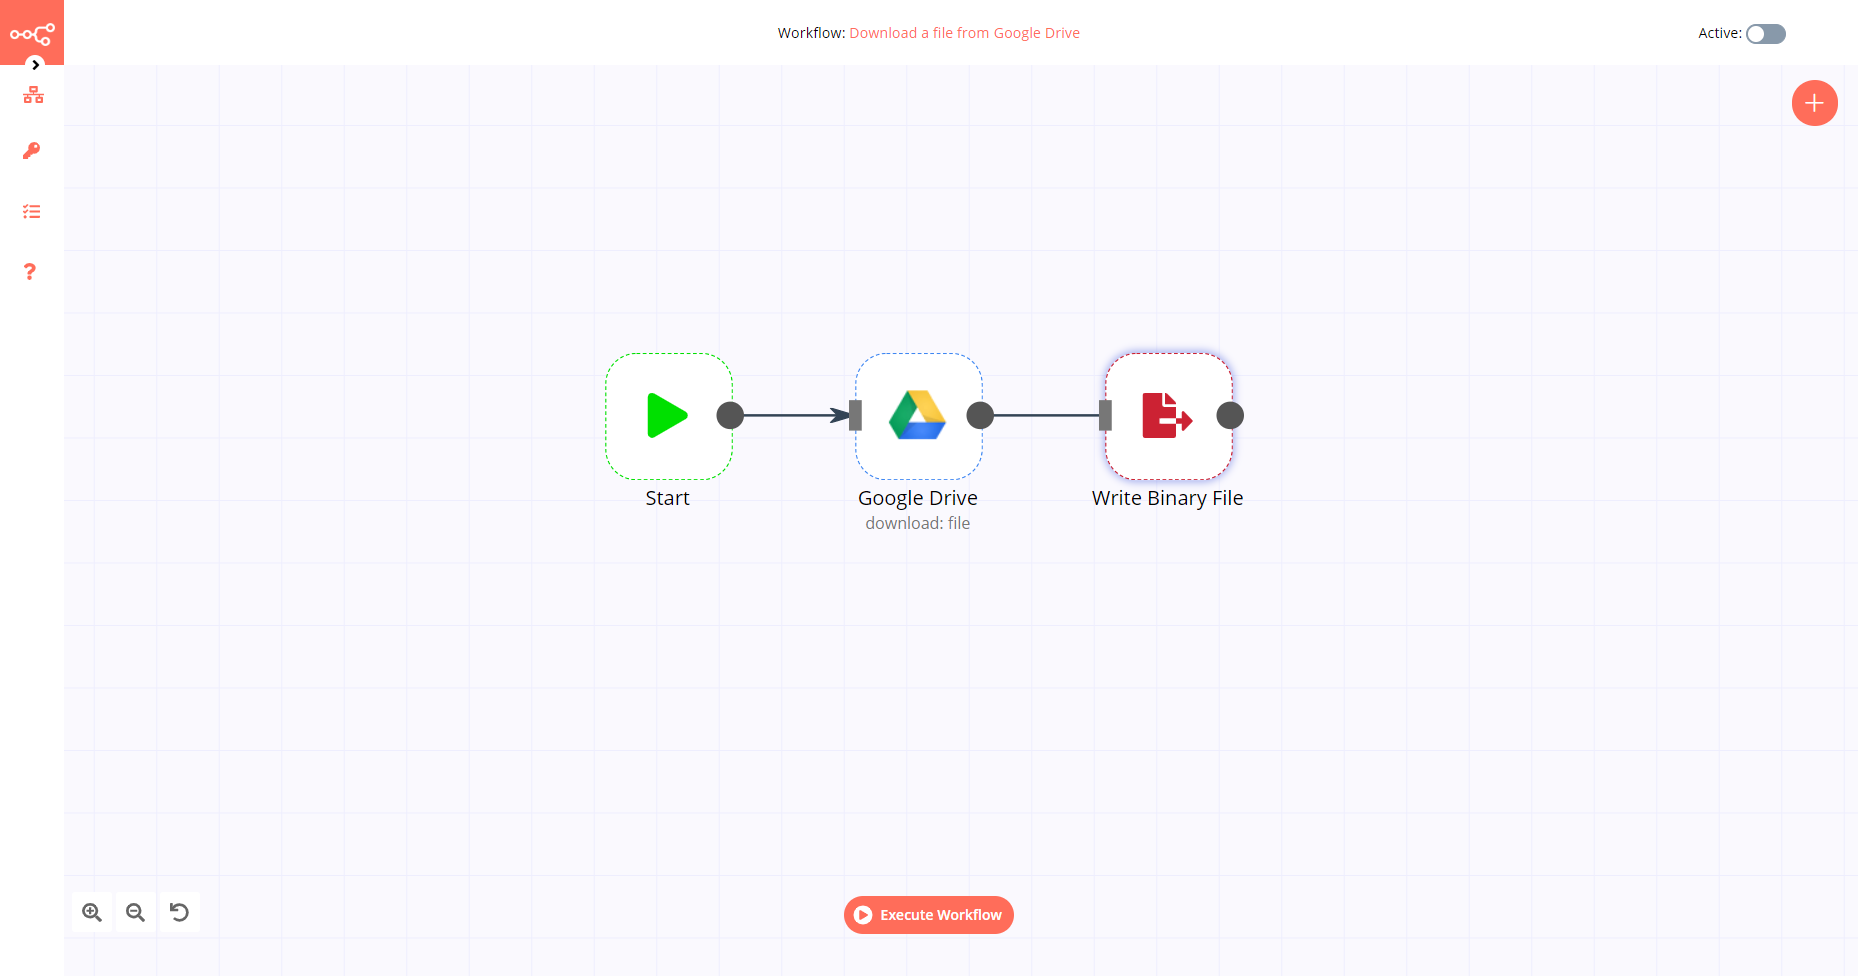 Workflow: Download a file from Google Drive
Active:
Start
Google Drive
download: file
Write Binary File
Execute Workflow